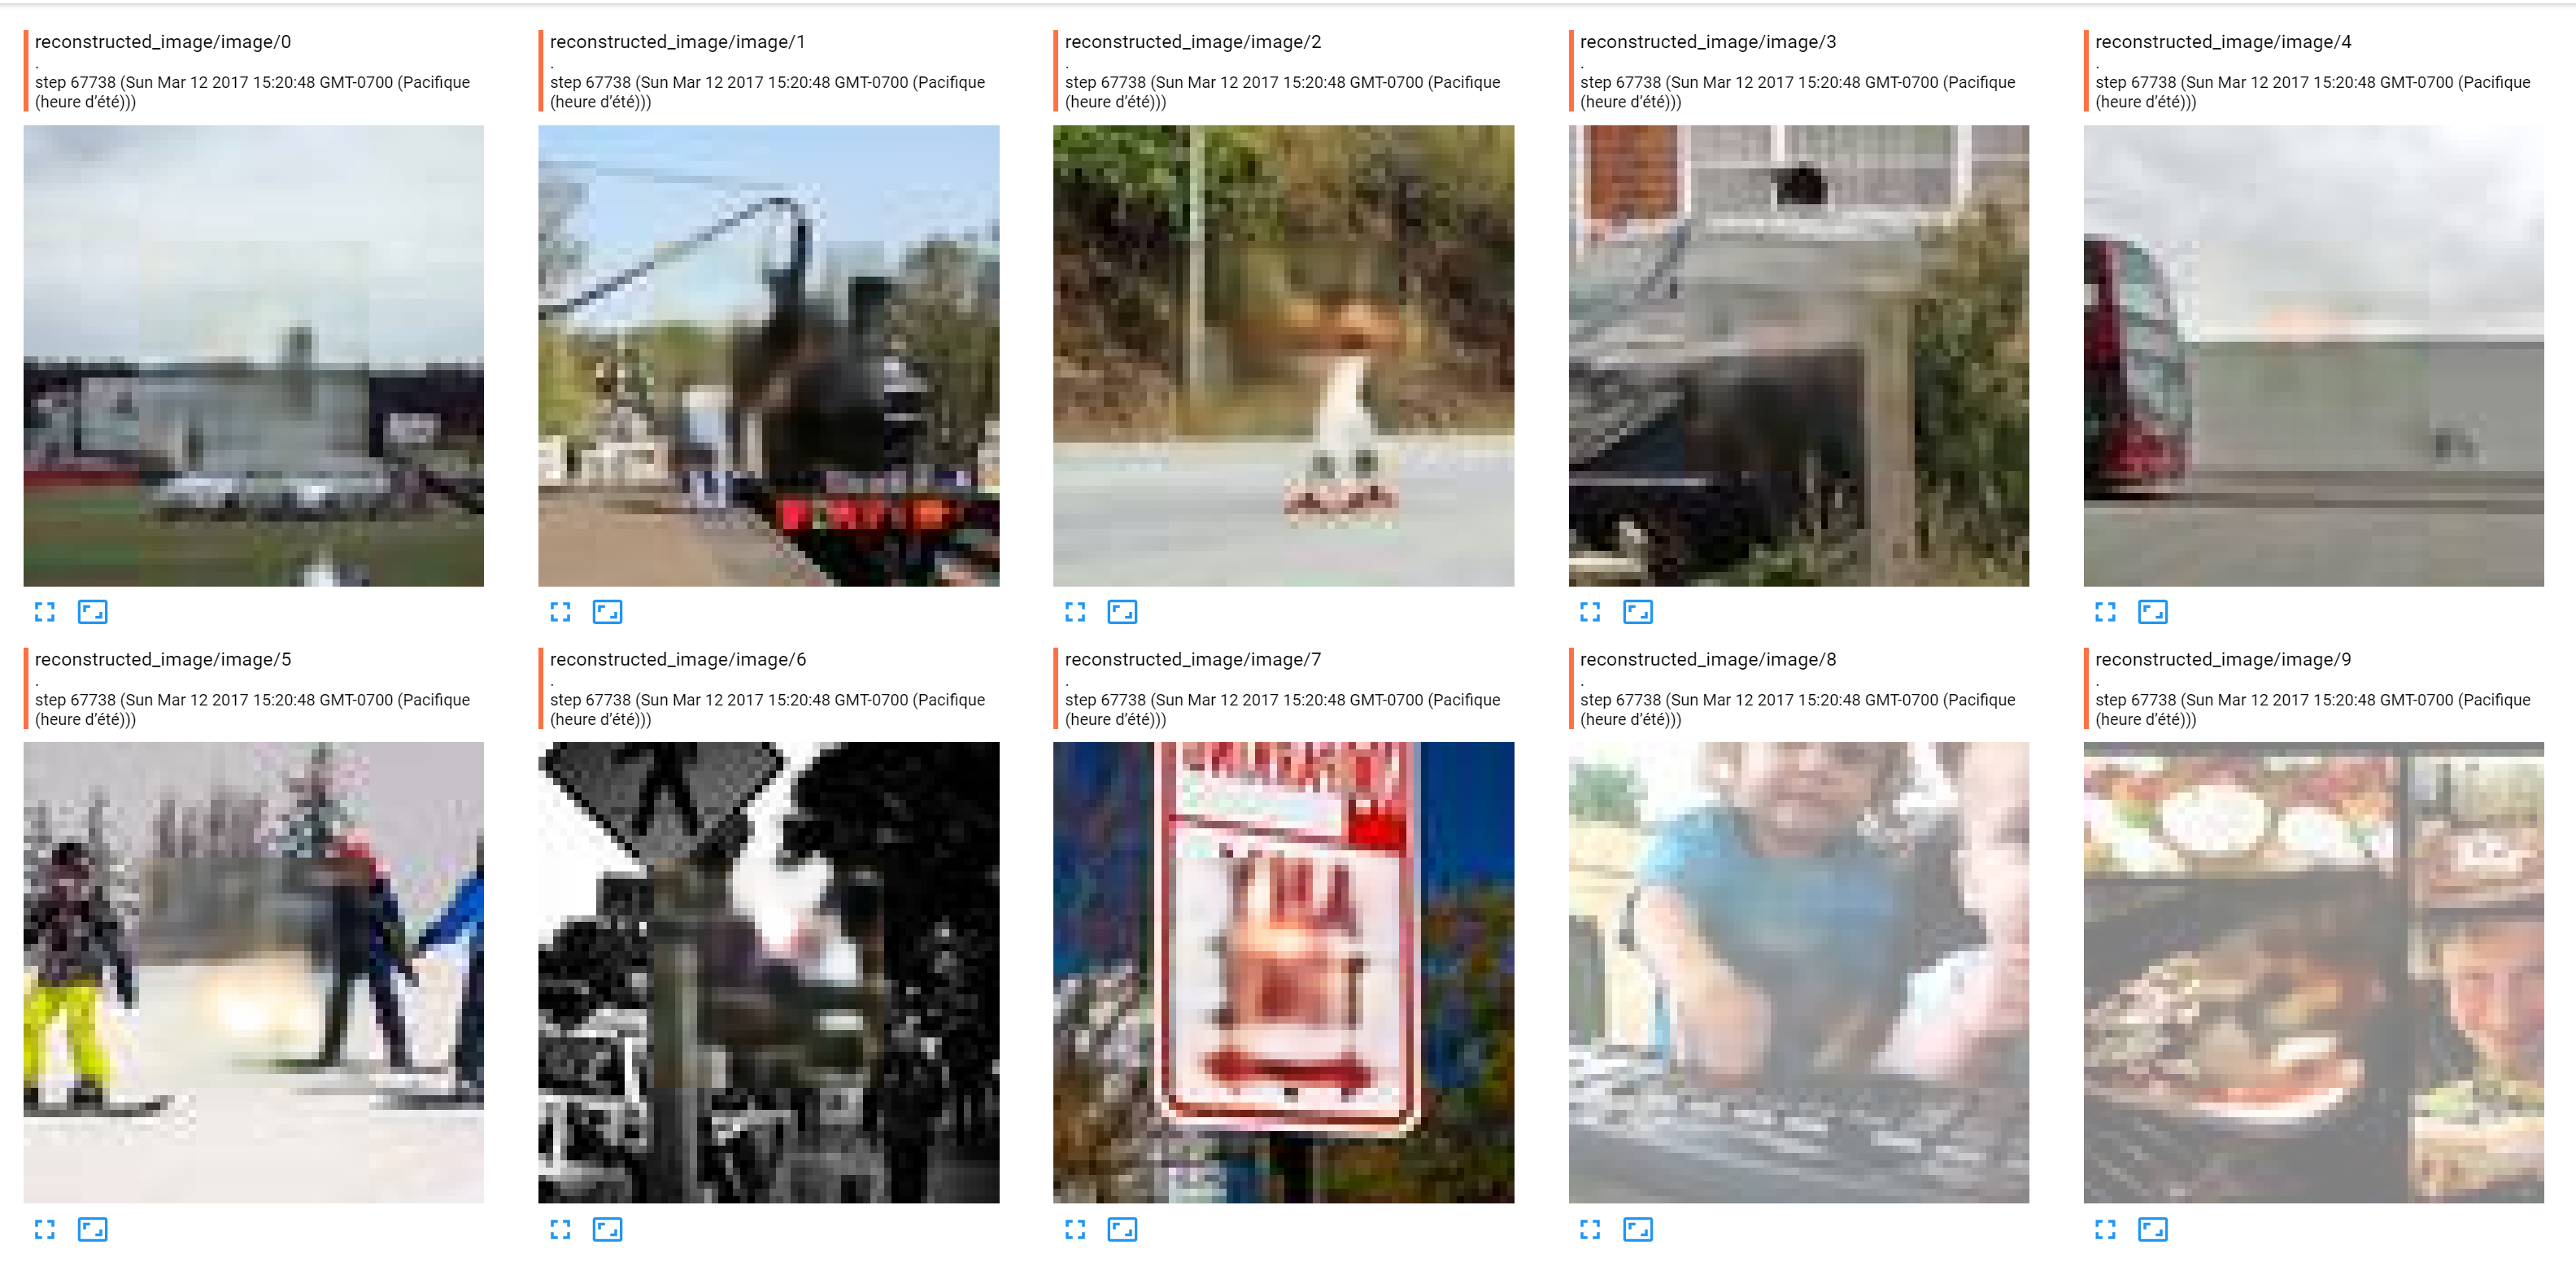 reconstructed_image/image/0
.
step 67738 (Sun Mar 12 2017 15:20:48 GMT-0700 (Pacifique
(heure d’été)))
reconstructed_image/image/1
.
step 67738 (Sun Mar 12 2017 15:20:48 GMT-0700 (Pacifique
(heure d’été)))
reconstructed_image/image/2
.
step 67738 (Sun Mar 12 2017 15:20:48 GMT-0700 (Pacifique
(heure d’été)))
reconstructed_image/image/3
.
step 67738 (Sun Mar 12 2017 15:20:48 GMT-0700 (Pacifique
(heure d’été)))
reconstructed_image/image/4
.
step 67738 (Sun Mar 12 2017 15:20:48 GMT-0700 (Pacifique
(heure d’été)))
reconstructed_image/image/5
.
step 67738 (Sun Mar 12 2017 15:20:48 GMT-0700 (Pacifique
(heure d’été)))
reconstructed_image/image/6
.
step 67738 (Sun Mar 12 2017 15:20:48 GMT-0700 (Pacifique
(heure d’été)))
reconstructed_image/image/7
.
step 67738 (Sun Mar 12 2017 15:20:48 GMT-0700 (Pacifique
(heure d’été)))
reconstructed_image/image/8
.
step 67738 (Sun Mar 12 2017 15:20:48 GMT-0700 (Pacifique
(heure d’été)))
reconstructed_image/image/9
.
step 67738 (Sun Mar 12 2017 15:20:48 GMT-0700 (Pacifique
(heure d’été)))